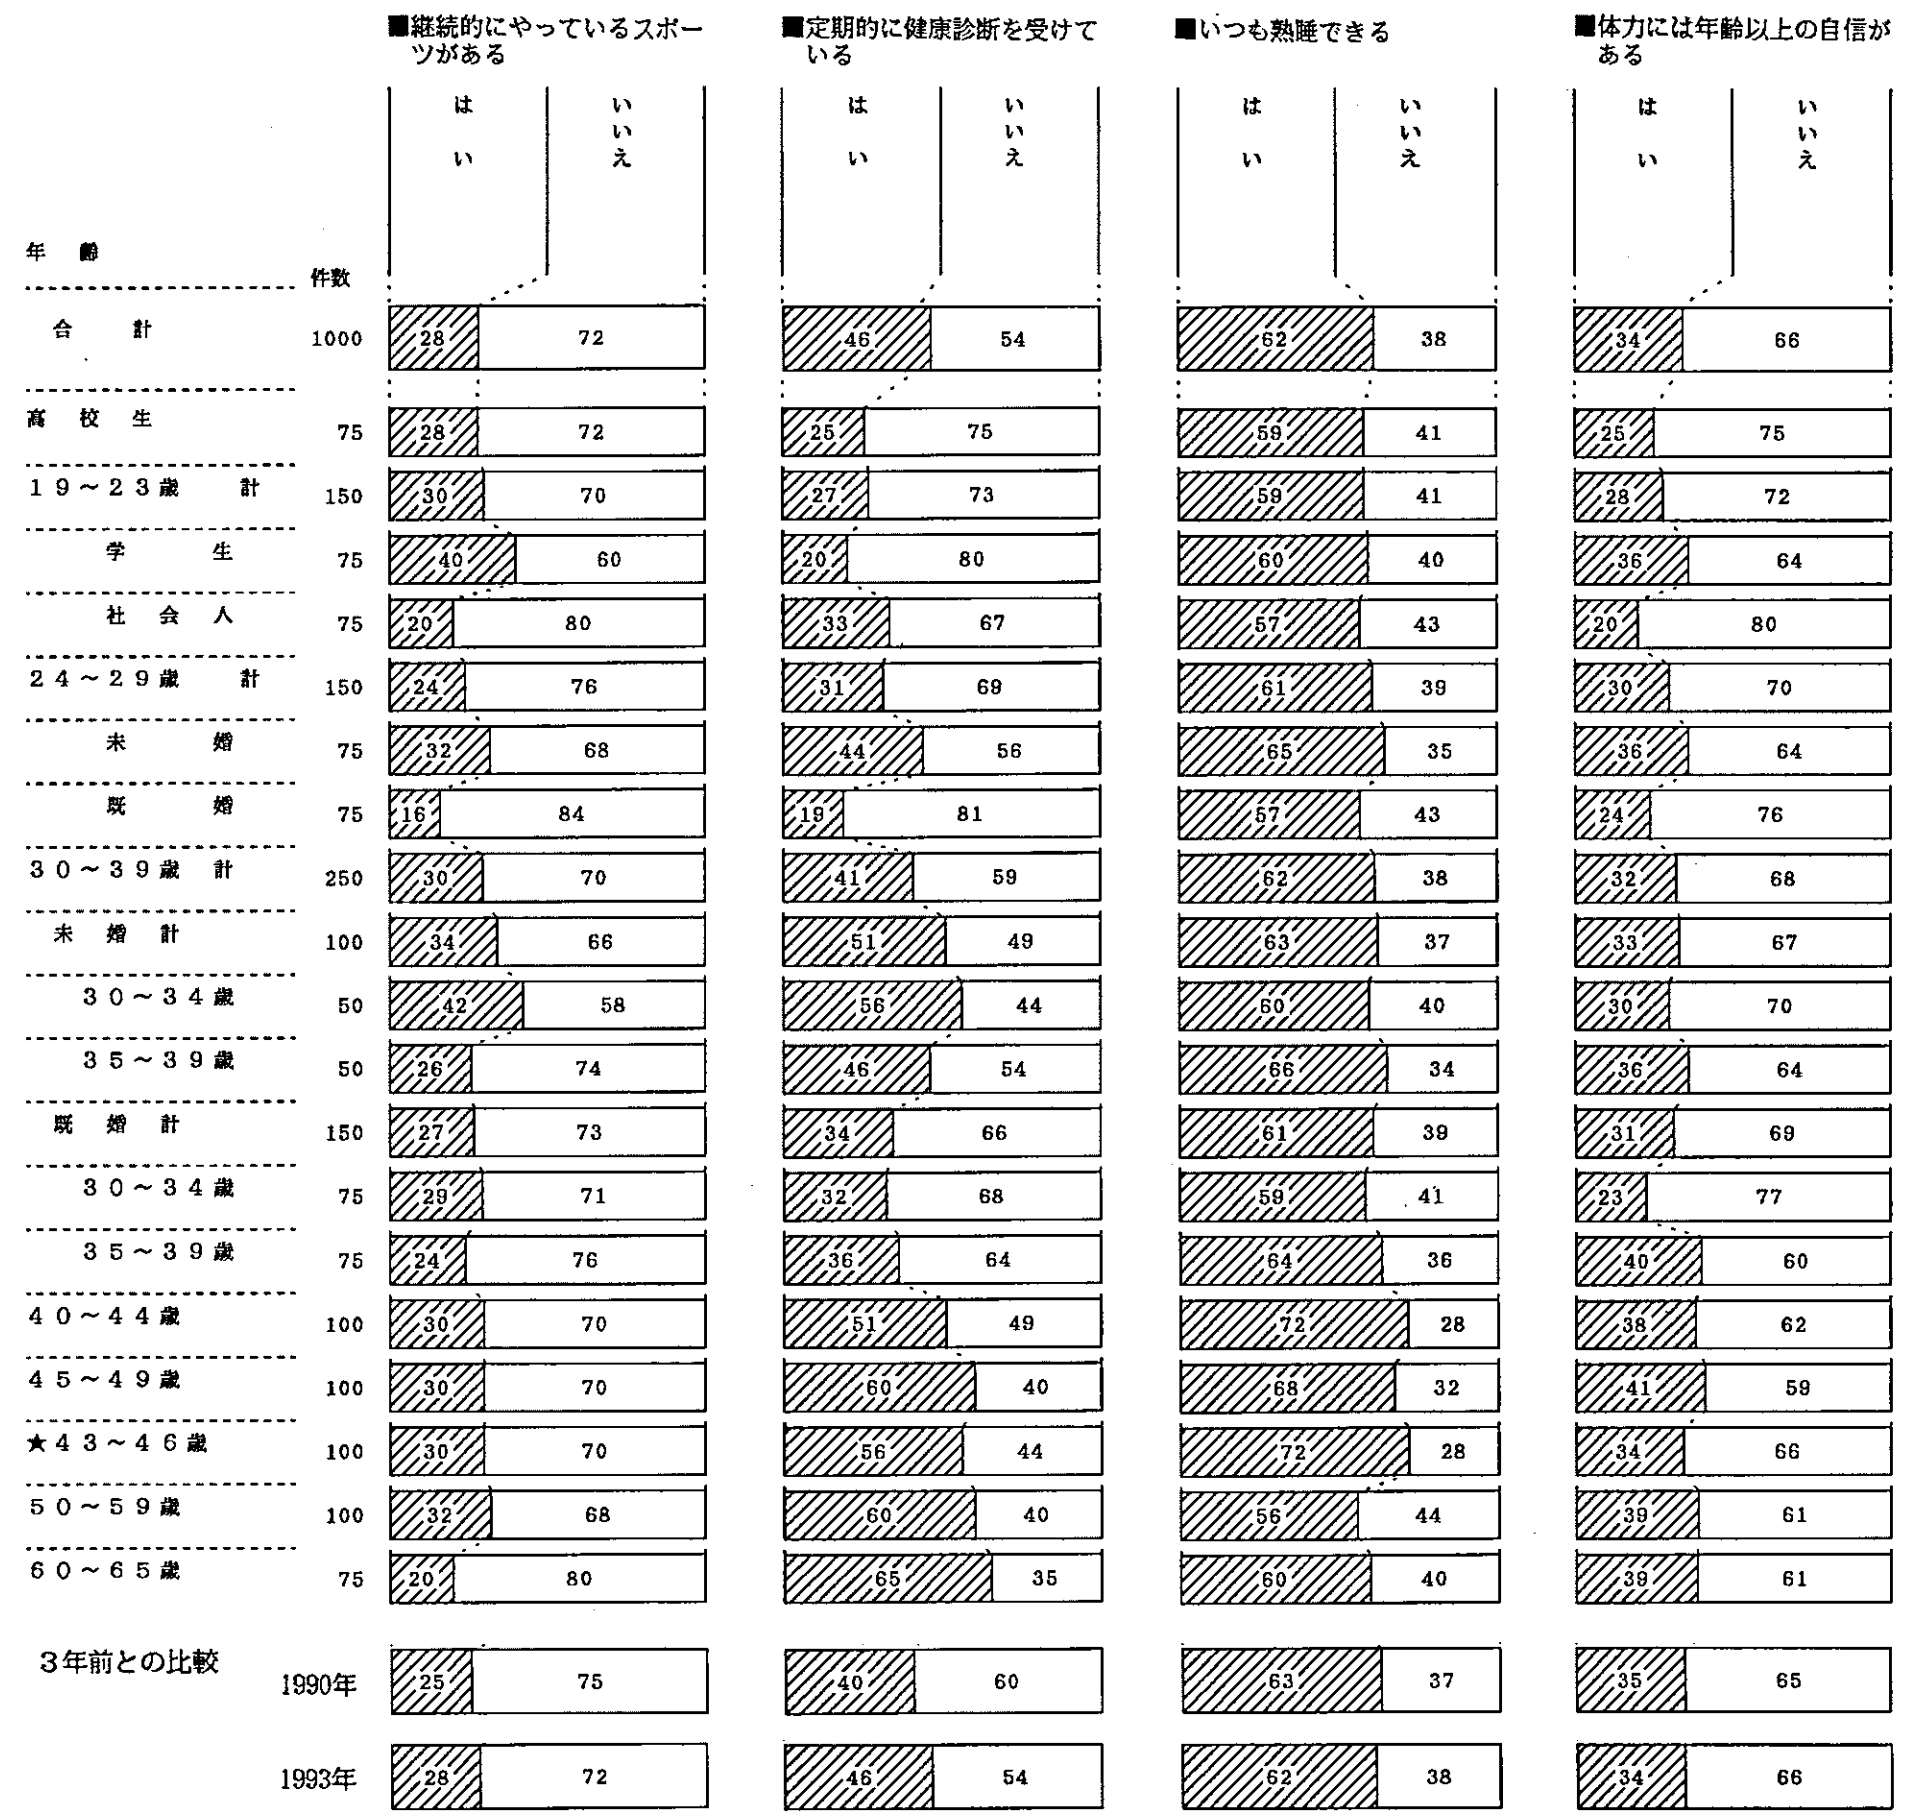 ■継続的にやっているスポー
ツがある
■定期的に健康診断を受けて
いる
■いつも熟睡できる
■体力には年齢以上の自信が
ある
はい いいえ はい いいえ はい いいえ はい いいえ
年齢
件数
合計 1000 28 72 46 54 62 38 34 66
高校生 75 28 72 25 75 59 41 25 75
19～23歳 計 150 30 70 27 73 59 41 28 72
学生 75 40 60 20 80 60 40 36 64
社会人 75 20 80 33 67 57 43 20 80
24～29歳 計 150 24 76 31 69 61 39 30 70
未婚 75 32 68 44 56 65 35 36 64
既婚 75 16 84 19 81 57 43 24 76
30～39歳 計 250 30 70 41 59 62 38 32 68
未婚計 100 34 66 51 49 63 37 33 67
30～34歳 50 42 58 56 44 60 40 30 70
35～39歳 50 26 74 46 54 66 34 36 64
既婚計 150 27 73 34 66 61 39 31 69
30～34歳 75 29 71 32 68 59 41 23 77
35～39歳 75 24 76 36 64 64 36 40 60
40～44歳 100 30 70 51 49 72 28 38 62
45～49歳 100 30 70 60 40 68 32 41 59
★43～46歳 100 30 70 56 44 72 28 34 66
50～59歳 100 32 68 60 40 56 44 39 61
60～65歳 75 20 80 65 35 60 40 39 61
3年前との比較
1990年 25 75 40 60 63 37 35 65
1993年 28 72 46 54 62 38 34 66